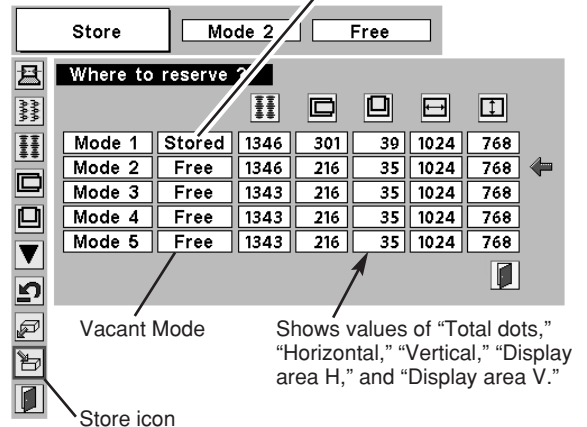 Store Mode 2 Free
Where to reserve ?
Mode 1 Stored 1346 301 39 1024 768
Mode 2 Free 1346 216 35 1024 768
Mode 3 Free 1343 216 35 1024 768
Mode 4 Free 1343 216 35 1024 768
Mode 5 Free 1343 216 35 1024 768
Vacant Mode
Shows values of “Total dots,”
“Horizontal,” “Vertical,” “Display
area H,” and “Display area V.”
Store icon